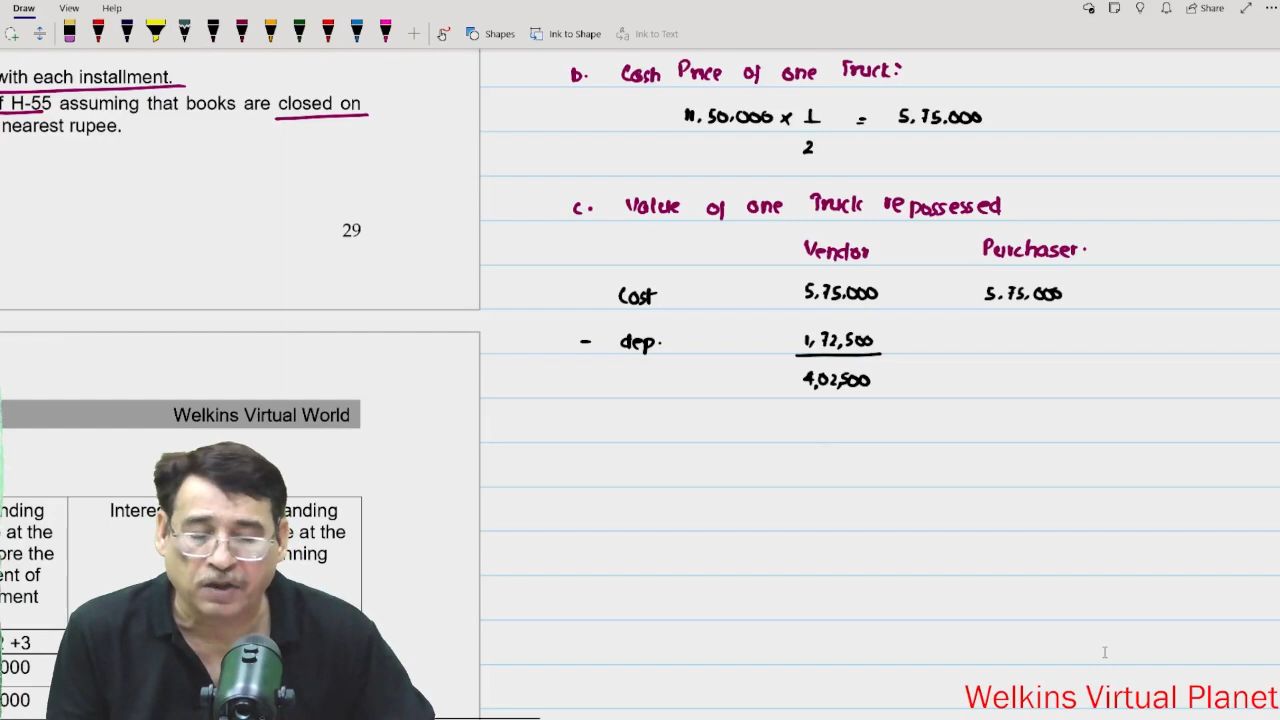 Draw View Help
Share
Shapes Ink to Shape Ink to Text
with each installment.
f H-55 assuming that books are closed on
nearest rupee.
29
Welkins Virtual World
nding
at the
ore the
ent of
ment
Intere
anding
e at the
nning
+3
000
000
b. Cash Price of one Truck:
11,50,000 x 1/2 = 5,75,000
c. Value of one Truck repossessed
Vendor Purchaser.
Cost 5,75,000 5,75,000
- dep. 1,72,500
4,02,500
Welkins Virtual Planet